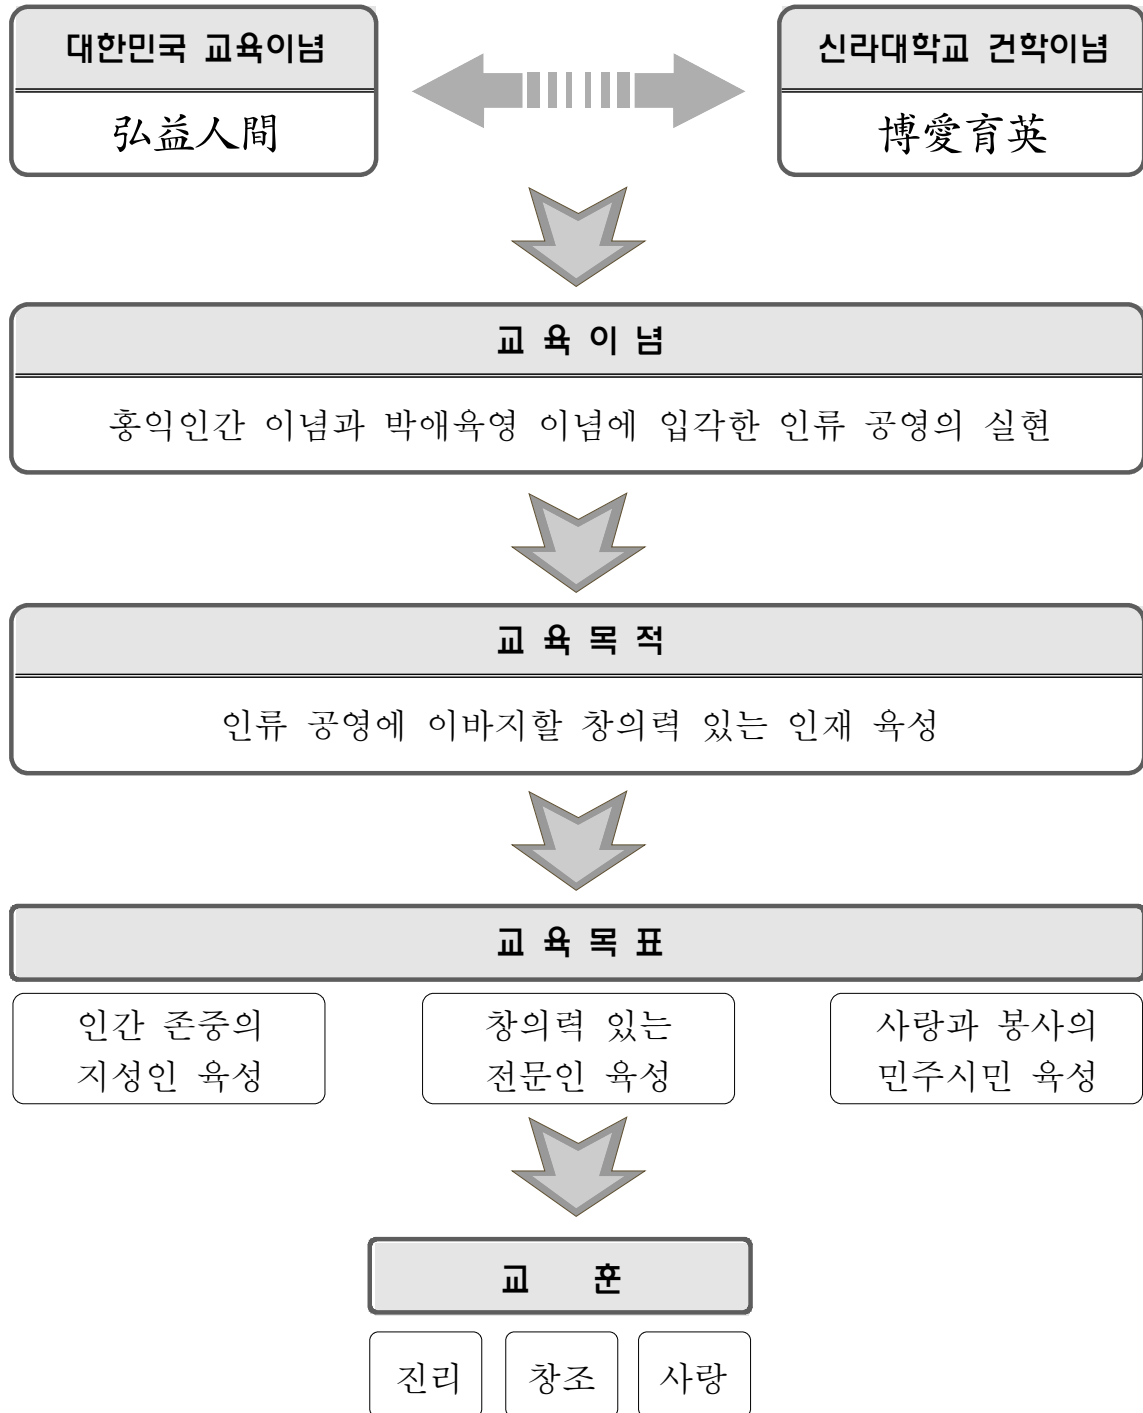 대한민국 교육이념
신라대학교 건학이념
弘益人間
博愛育英
교 육 이 념
홍익인간 이념과 박애육영 이념에 입각한 인류 공영의 실현
교 육 목 적
인류 공영에 이바지할 창의력 있는 인재 육성
교 육 목 표
인간 존중의
지성인 육성
창의력 있는
전문인 육성
사랑과 봉사의
민주시민 육성
교 훈
진리
창조
사랑